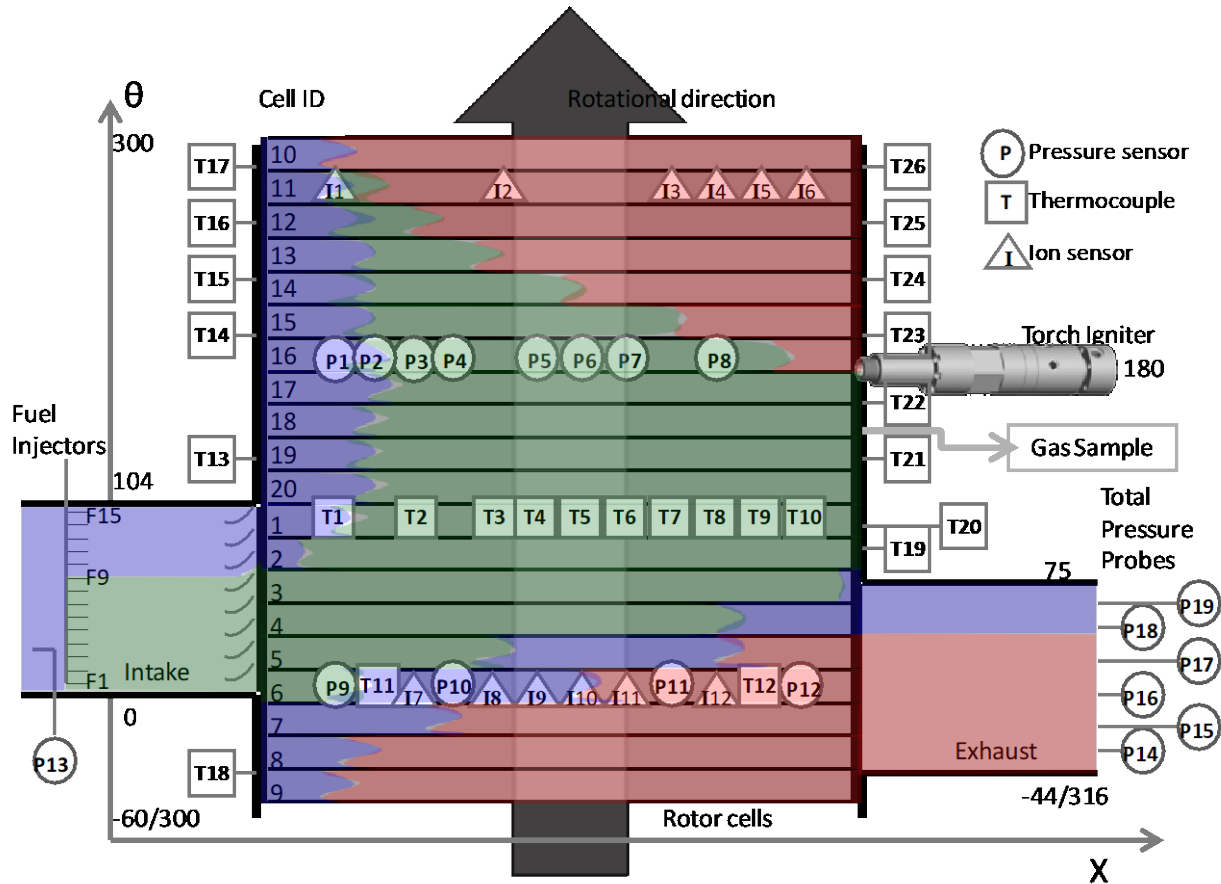 θ
Cell ID
Rotational direction
300
10
T17
T26
P
Pressure sensor
11
I1
I2
I3
I4
I5
I6
T
Thermocouple
12
T16
T25
I
Ion sensor
13
14
T15
T24
15
T14
T23
Torch Igniter
16
P1
P2
P3
P4
P5
P6
P7
P8
180
17
T22
18
Fuel
Injectors
T13
19
T21
Gas Sample
20
104
F15
1
T1
T2
T3
T4
T5
T6
T7
T8
T9
T10
T20
T19
Total
Pressure
Probes
2
F9
3
75
P19
4
P18
5
P17
F1
Intake
6
P9
T11
I7
P10
I8
I9
I10
I11
P11
I12
T12
P12
P16
0
7
P15
P13
8
T18
Exhaust
P14
9
-60/300
Rotor cells
-44/316
X